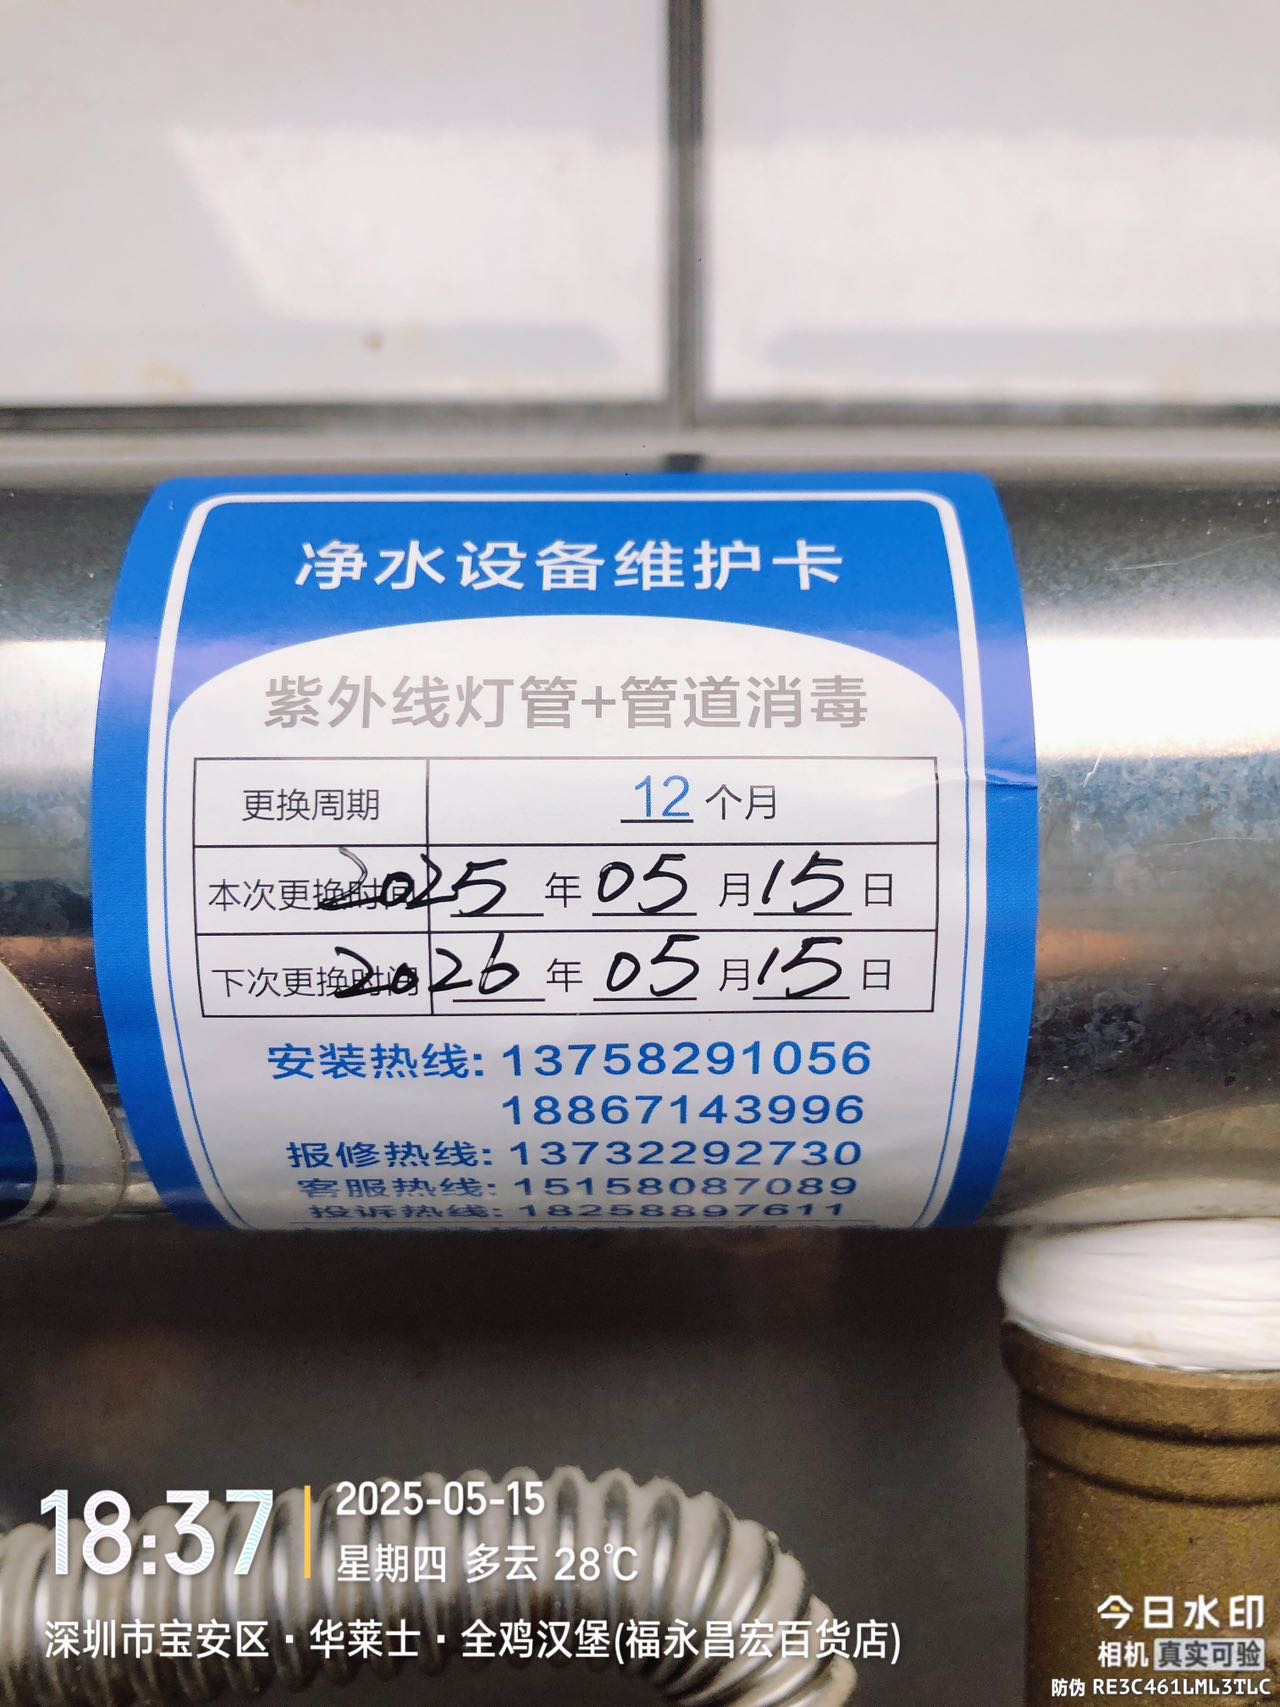 净水设备维护卡
紫外线灯管+管道消毒
更换周期 12 个月
本次更换时间 2025 年 05 月 15 日
下次更换时间 2026 年 05 月 15 日
安装热线: 13758291056
18867143996
报修热线: 13732292730
客服热线: 15158087089
投诉热线: 18258897611
18:37
2025-05-15
星期四 多云 28℃
深圳市宝安区·华莱士·全鸡汉堡(福永昌宏百货店)
今日水印
相机 真实可验
防伪 RE3C461LML3TLC